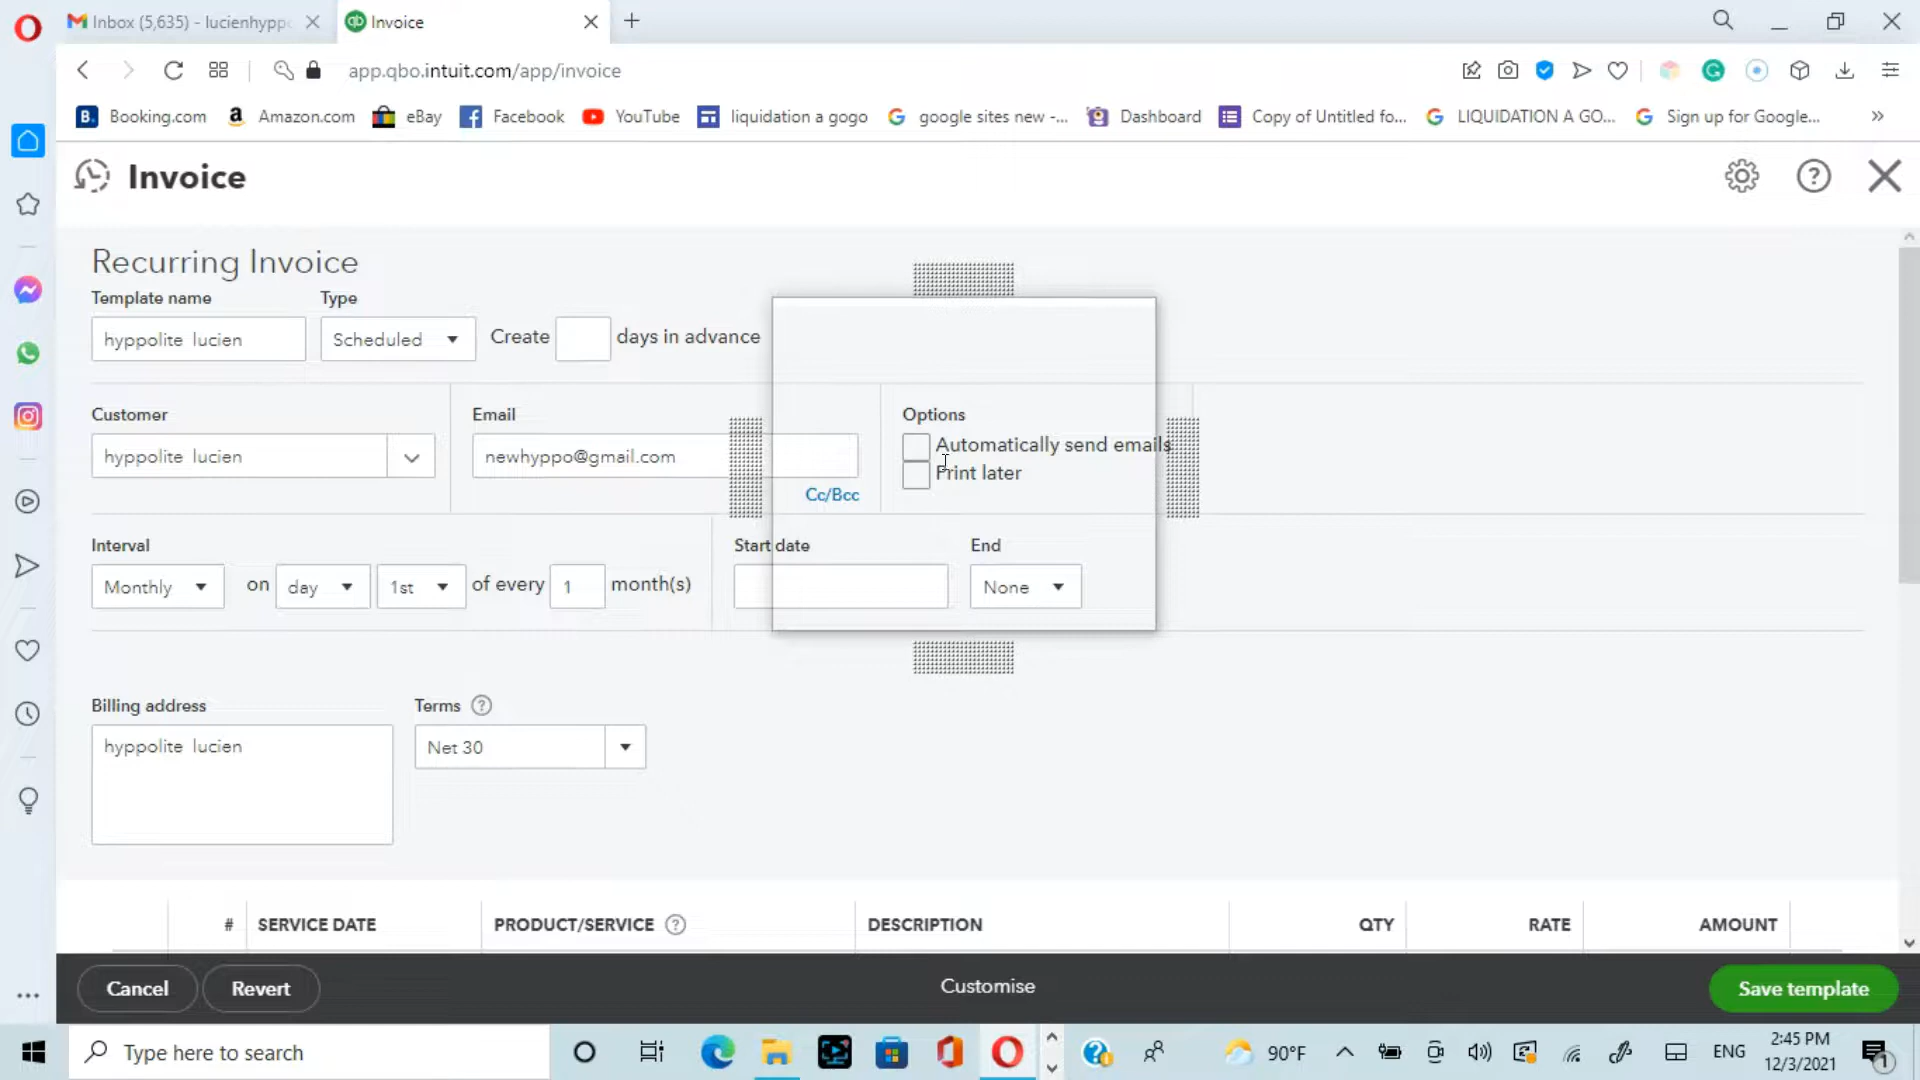 Inbox (5,635) - lucienhyppo
Invoice
app.qbo.intuit.com/app/invoice
Booking.com
Amazon.com
eBay
Facebook
YouTube
liquidation a gogo
google sites new -...
Dashboard
Copy of Untitled fo...
LIQUIDATION A GO...
Sign up for Google...
Invoice
Recurring Invoice
Template name
Type
hyppolite lucien
Scheduled
Create
days in advance
Customer
Email
Options
hyppolite lucien
newhyppo@gmail.com
Automatically send emails
Print later
Cc/Bcc
Interval
Start date
End
Monthly
on
day
1st
of every
1
month(s)
None
Billing address
Terms
hyppolite lucien
Net 30
#
SERVICE DATE
PRODUCT/SERVICE
DESCRIPTION
QTY
RATE
AMOUNT
Cancel
Revert
Customise
Save template
Type here to search
90°F
ENG
2:45 PM
12/3/2021
1